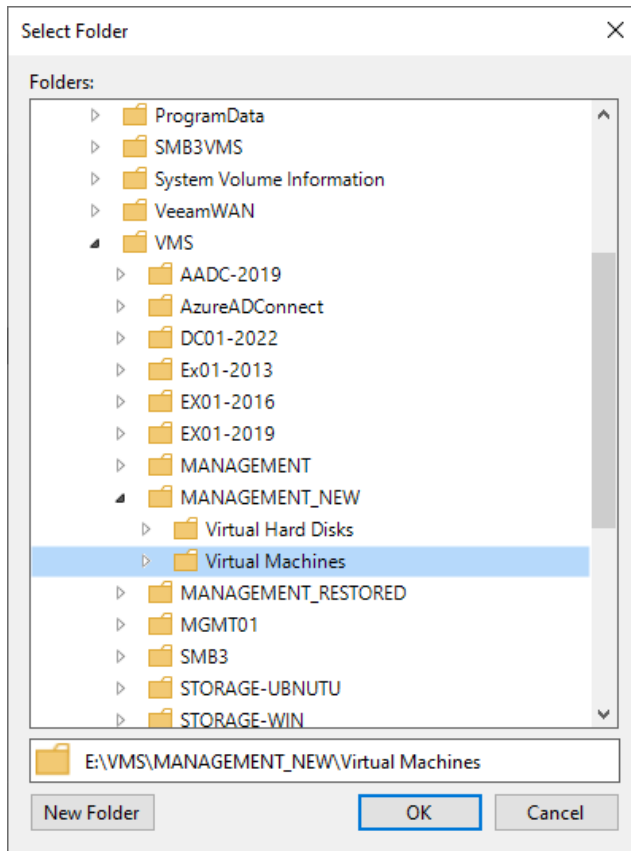 Select Folder
Folders:
ProgramData
SMB3VMS
System Volume Information
VeeamWAN
VMS
AADC-2019
AzureADConnect
DC01-2022
Ex01-2013
EX01-2016
EX01-2019
MANAGEMENT
MANAGEMENT_NEW
Virtual Hard Disks
Virtual Machines
MANAGEMENT_RESTORED
MGMT01
SMB3
STORAGE-UBNUTU
STORAGE-WIN
E:\VMS\MANAGEMENT_NEW\Virtual Machines
New Folder OK Cancel